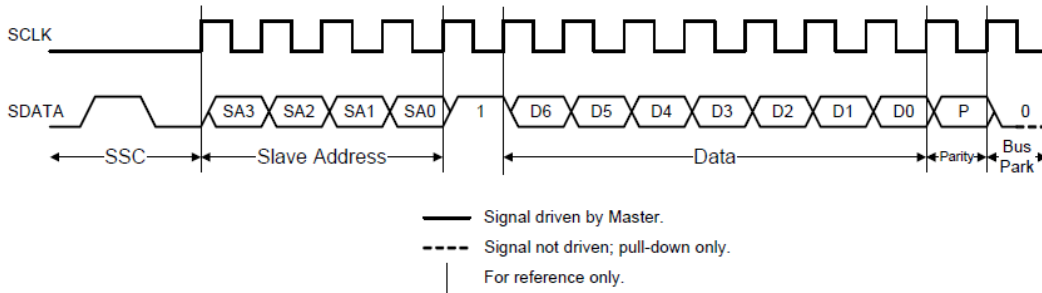 SCLK
SDATA SA3 SA2 SA1 SA0 1 D6 D5 D4 D3 D2 D1 D0 P 0
SSC Slave Address Data Parity Bus Park
Signal driven by Master.
Signal not driven; pull-down only.
For reference only.